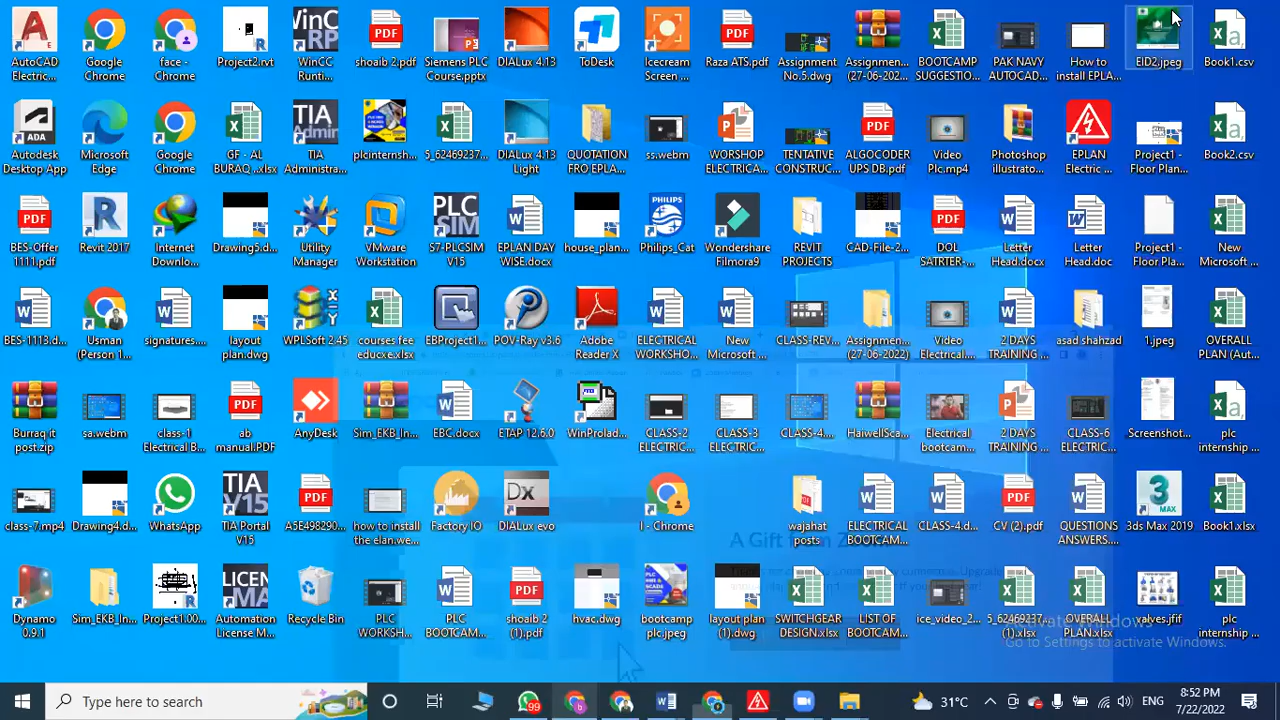 AutoCAD Electric...
Google Chrome
face - Chrome
Project2.rvt
WinCC Runti...
shoaib 2.pdf
Siemens PLC Course.pptx
DIALux 4.13
ToDesk
Icecream Screen ...
Raza ATS.pdf
Assignment No.5.dwg
Assignmen... (27-06-202...
BOOTCAMP SUGGESTIO...
PAK NAVY AUTOCAD...
How to install EPLA...
EID2.jpeg
Book1.csv
Autodesk Desktop App
Microsoft Edge
Google Chrome
GF - AL BURAQ ..xlsx
TIA Administra...
plcinternsh...
5_62469237...
DIALux 4.13 Light
QUOTATION FRO EPLA...
ss.webm
WORSHOP ELECTRICA...
TENTATIVE CONSTRUC...
ALGOCODER UPS DB.pdf
Video Plc.mp4
Photoshop illustrato...
EPLAN Electric ...
Project1 - Floor Plan...
Book2.csv
BES-Offer 1111.pdf
Revit 2017
Internet Downlo...
Drawing5.d...
Utility Manager
VMware Workstation
S7-PLCSIM V15
EPLAN DAY WISE.docx
house_plan...
Philips_Cat
Wondershare Filmora9
REVIT PROJECTS
CAD-File-2...
DOL SATRTER-...
Letter Head.docx
Letter Head.doc
Project1 - Floor Pla...
New Microsoft ...
BES-1113.d...
Usman (Person 1...
signatures....
layout plan.dwg
WPLSoft 2.45
courses fee educxe.xlsx
EBProject1...
POV-Ray v3.6
Adobe Reader X
ELECTRICAL WORKSHO...
New Microsoft ...
CLASS-REV...
Assignmen... (27-06-2022)
Video Electrical....
2 DAYS TRAINING ...
asad shahzad
1.jpeg
OVERALL PLAN (Aut...
Burraq it post.zip
sa.webm
class-1 Electrical B...
ab manual.PDF
AnyDesk
Sim_EKB_In...
EBC.docx
ETAP 12.6.0
WinProlad...
CLASS-2 ELECTRIC...
CLASS-3 ELECTRIC...
CLASS-4....
HaiwellSca...
Electrical bootcam...
2 DAYS TRAINING ...
CLASS-6 ELECTRIC...
Screenshot...
plc internship ...
class-7.mp4
Drawing4.d...
WhatsApp
TIA Portal V15
A5E498290...
how to install the elan.we...
Factory IO
DIALux evo
l - Chrome
wajahat posts
ELECTRICAL BOOTCAM...
CLASS-4.d...
CV (2).pdf
QUESTIONS ANSWERS....
3ds Max 2019
Book1.xlsx
A Gift
Dynamo 0.9.1
Sim_EKB_In...
Project1.00...
Automation License M...
Recycle Bin
PLC WORKSH...
PLC BOOTCAM...
shoaib 2 (1).pdf
hvac.dwg
bootcamp plc.jpeg
layout plan (1).dwg
SWITCHGEAR DESIGN.xlsx
LIST OF BOOTCAM...
ice_video_2...
5_62469237... (1).xlsx
OVERALL PLAN.xlsx
valves.jfif
plc internship ...
Activate Windows
Go to Settings to activate Windows.
Type here to search
99
31°C
ENG
8:52 PM
7/22/2022